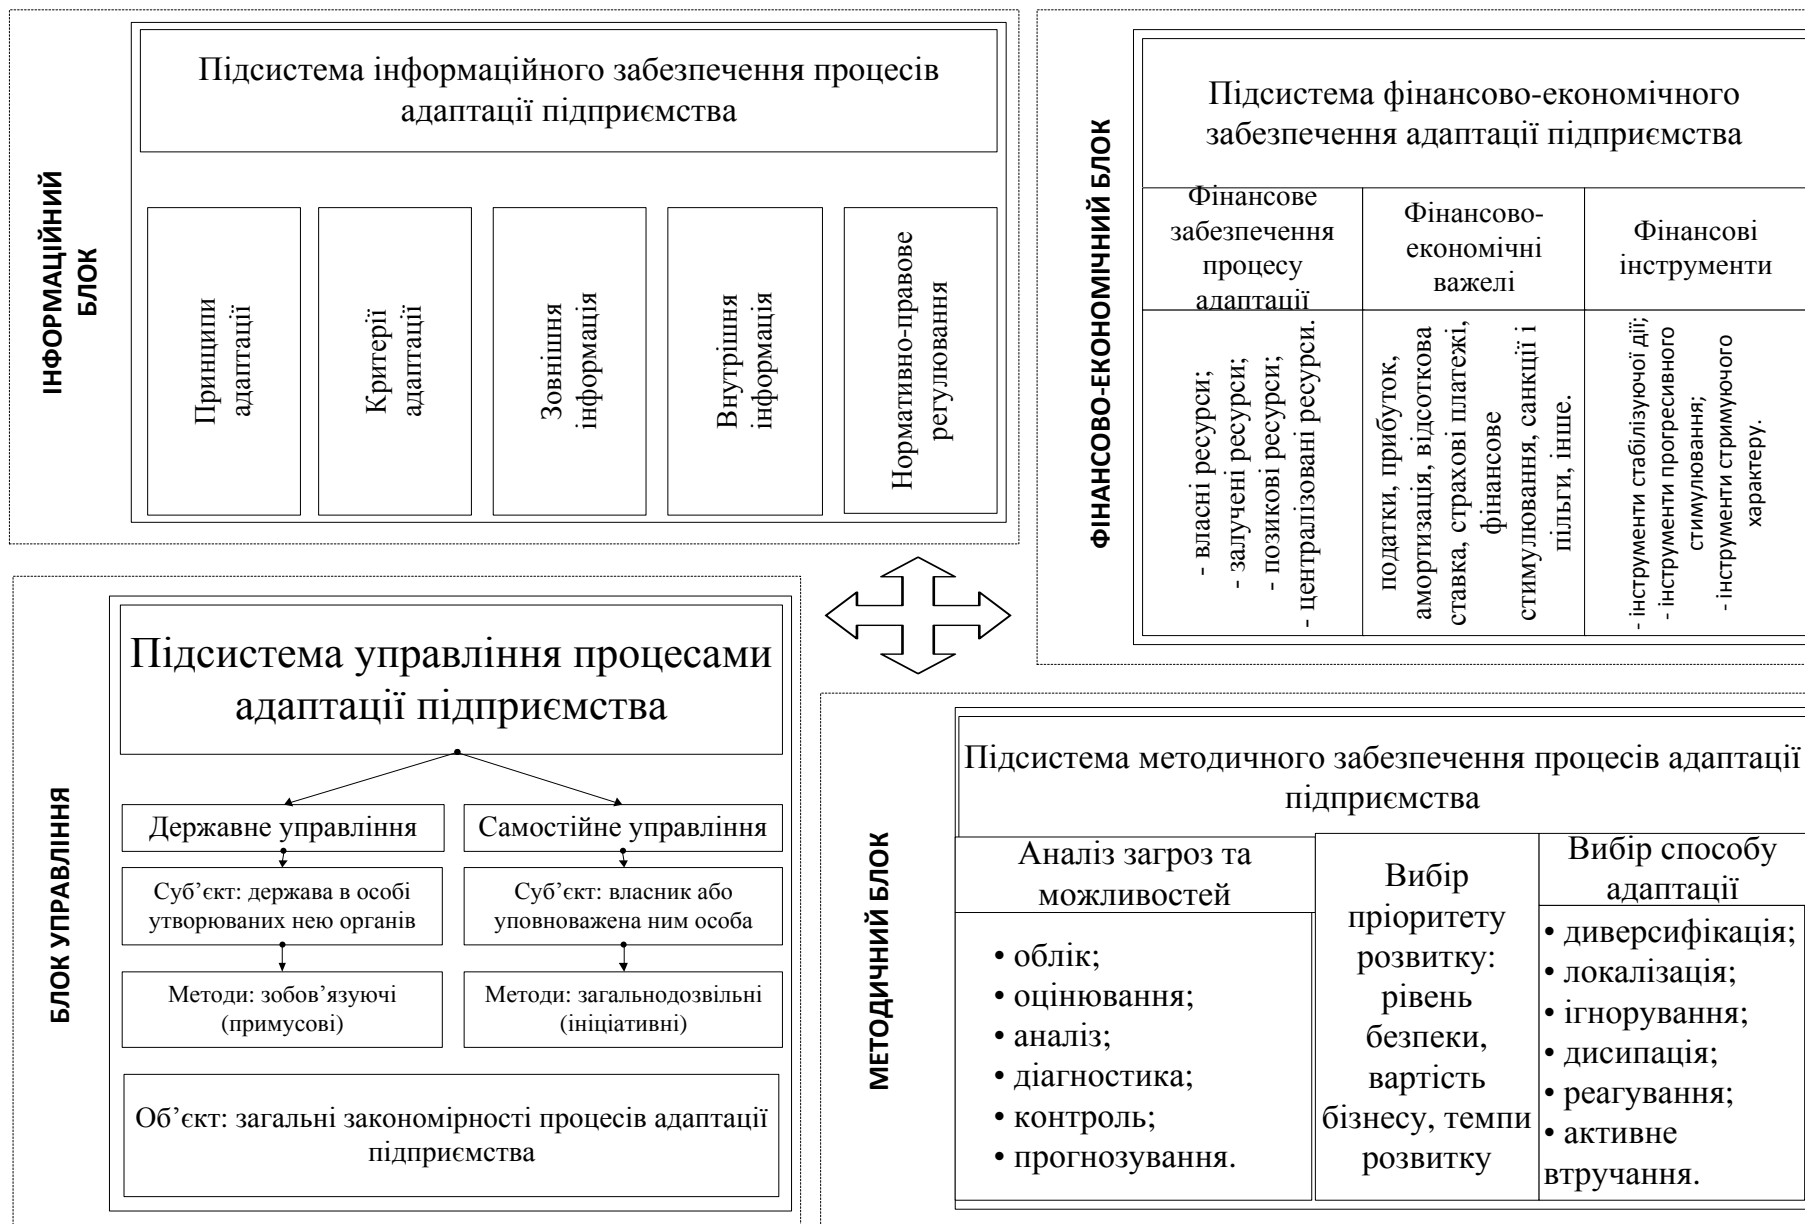 ІНФОРМАЦІЙНИЙ
БЛОК
Підсистема інформаційного забезпечення процесів
адаптації підприємства
Принципи
адаптації
Критерії
адаптації
Зовнішня
інформація
Внутрішня
інформація
Нормативно-правове
регулювання
ФІНАНСОВО-ЕКОНОМІЧНИЙ БЛОК
Підсистема фінансово-економічного
забезпечення адаптації підприємства
Фінансове
забезпечення
процесу
адаптації
Фінансово-
економічні
важелі
Фінансові
інструменти
- власні ресурси;
- залучені ресурси;
- позикові ресурси;
- централізовані ресурси.
податки, прибуток,
амортизація, відсоткова
ставка, страхові платежі,
фінансове
стимулювання, санкції і
пільги, інше.
- інструменти стабілізуючої дії;
- інструменти прогресивного
стимулювання;
- інструменти стримуючого
характеру.
БЛОК УПРАВЛІННЯ
Підсистема управління процесами
адаптації підприємства
Державне управління
Самостійне управління
Суб’єкт: держава в особі
утворюваних нею органів
Суб’єкт: власник або
уповноважена ним особа
Методи: зобов’язуючі
(примусові)
Методи: загальнодозвільні
(ініціативні)
Об’єкт: загальні закономірності процесів адаптації
підприємства
МЕТОДИЧНИЙ БЛОК
Підсистема методичного забезпечення процесів адаптації
підприємства
Аналіз загроз та
можливостей
• облік;
• оцінювання;
• аналіз;
• діагностика;
• контроль;
• прогнозування.
Вибір
пріоритету
розвитку:
рівень
безпеки,
вартість
бізнесу, темпи
розвитку
Вибір способу
адаптації
• диверсифікація;
• локалізація;
• ігнорування;
• дисипація;
• реагування;
• активне
втручання.